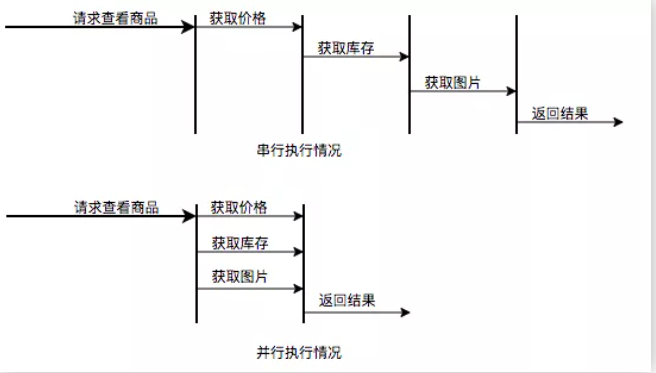 请求查看商品 获取价格
获取库存
获取图片
返回结果
串行执行情况
请求查看商品 获取价格
获取库存
获取图片
返回结果
并行执行情况